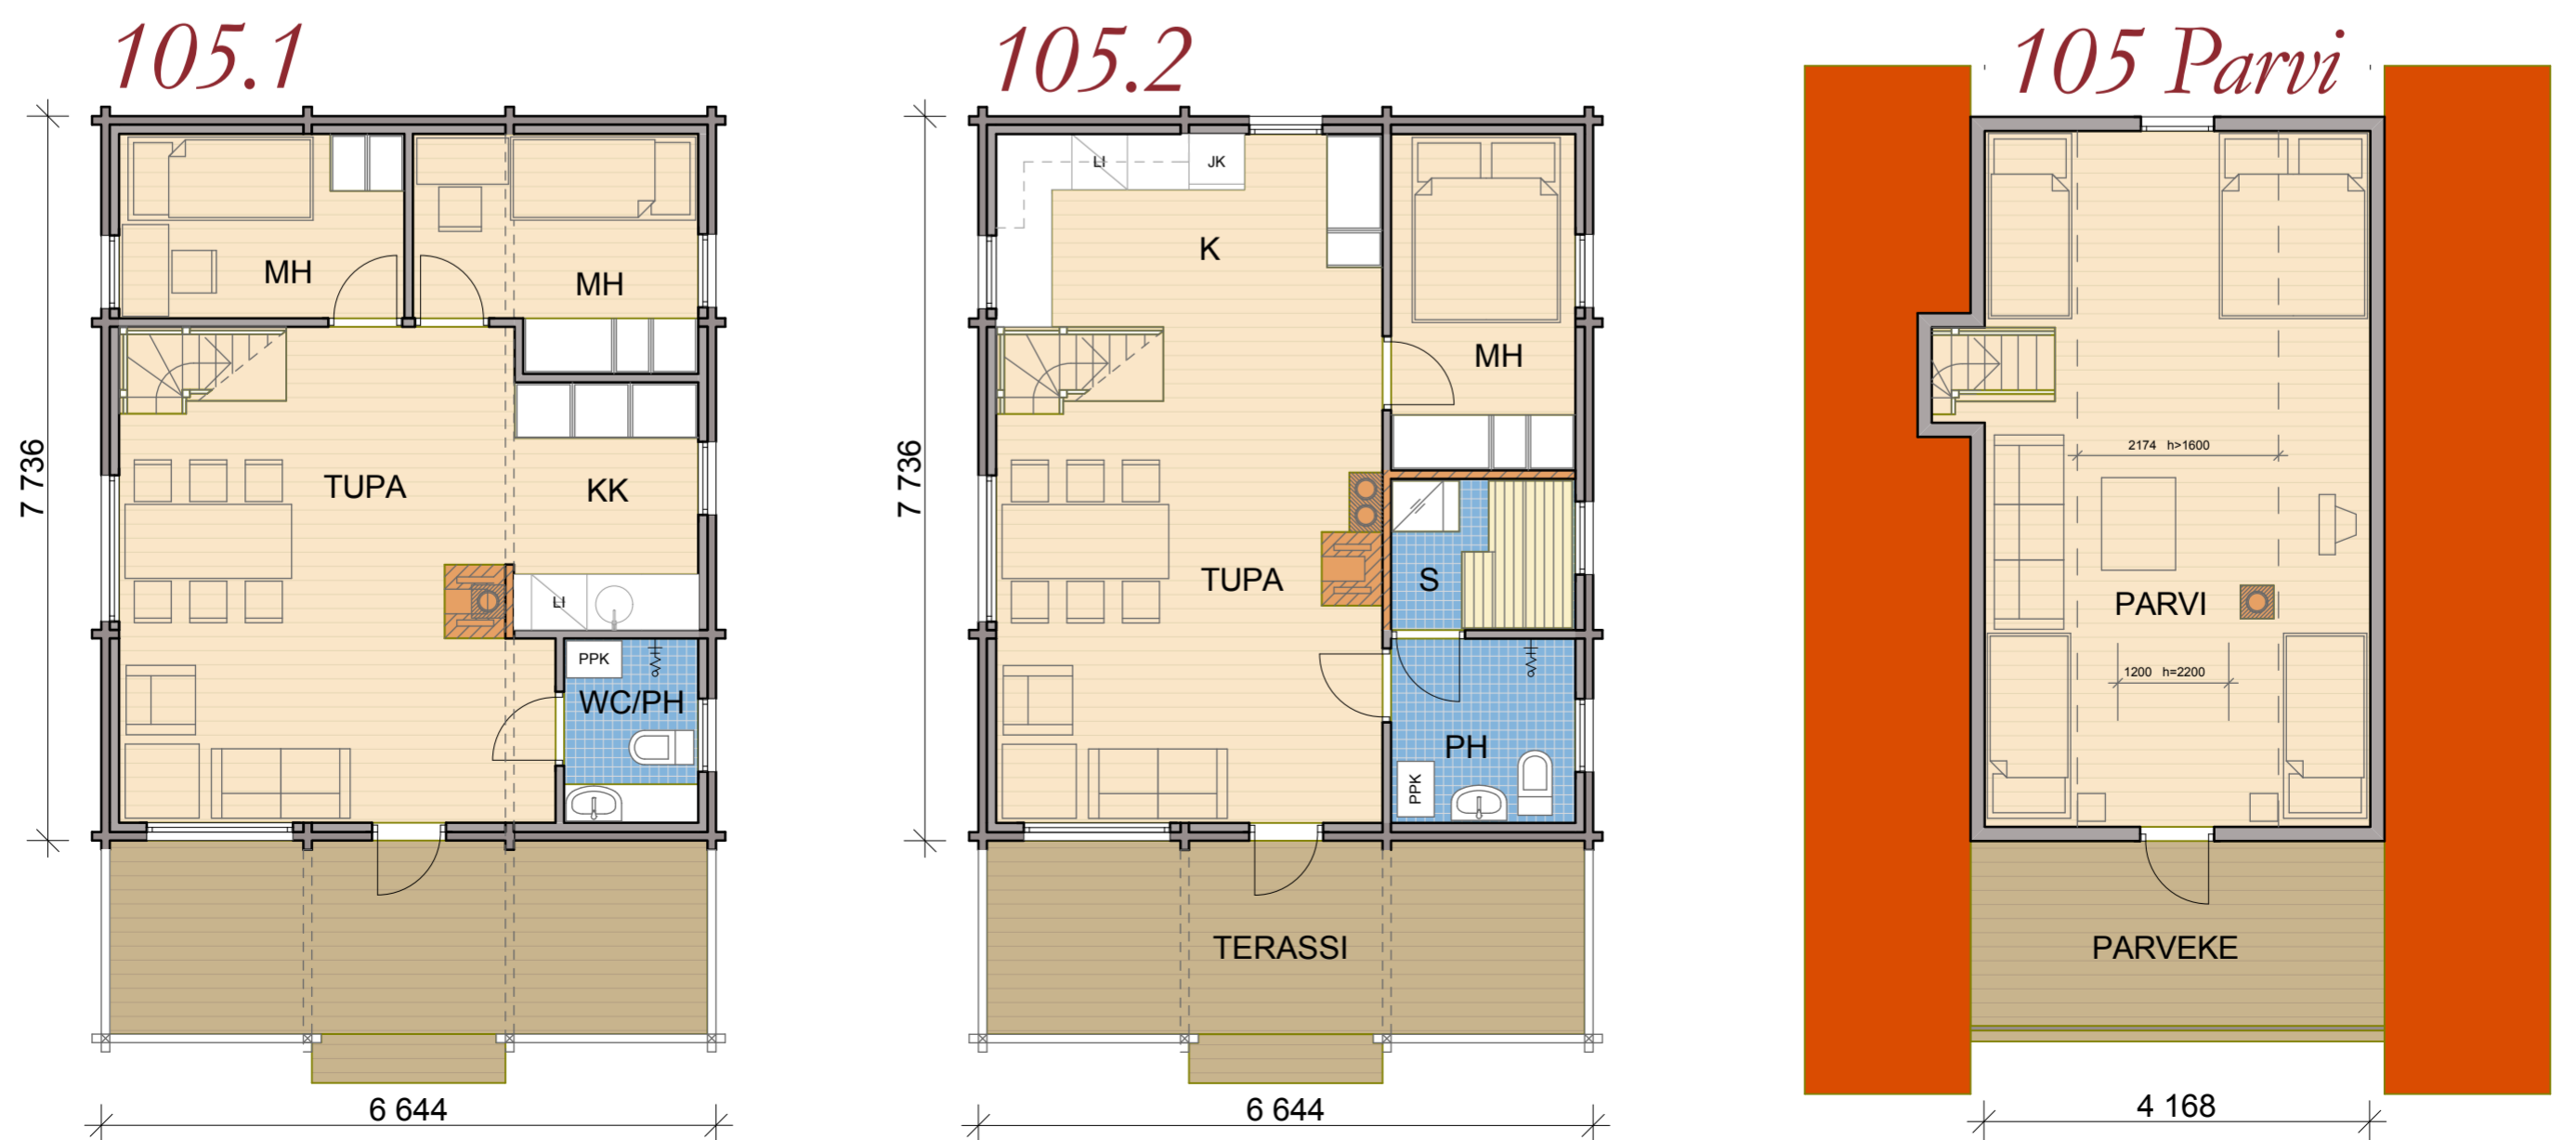 105.1
MH
MH
TUPA
KK
LI
PPK
WC/PH
7 736
6 644
105.2
LI
JK
K
MH
TUPA
S
PH
PPK
TERASSI
7 736
6 644
105 Parvi
2174 h>1600
PARVI
1200 h=2200
PARVEKE
4 168